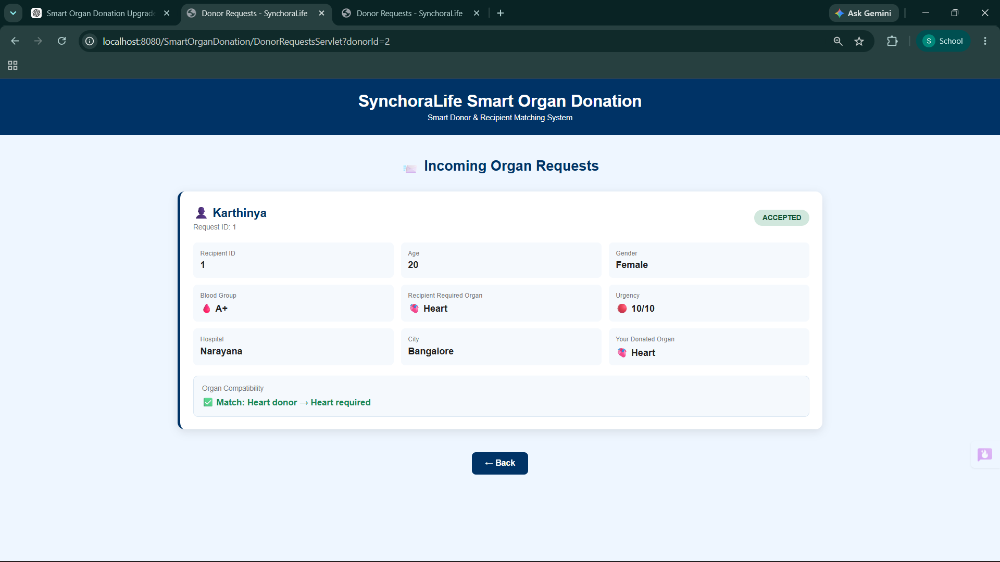 Smart Organ Donation Upgrade
Donor Requests - SynchoraLife
Donor Requests - SynchoraLife
Ask Gemini
localhost:8080/SmartOrganDonation/DonorRequestsServlet?donorId=2
S School
SynchoraLife Smart Organ Donation
Smart Donor & Recipient Matching System
Incoming Organ Requests
Karthinya
Request ID: 1
ACCEPTED
Recipient ID
1
Age
20
Gender
Female
Blood Group
A+
Recipient Required Organ
Heart
Urgency
10/10
Hospital
Narayana
City
Bangalore
Your Donated Organ
Heart
Organ Compatibility
✅ Match: Heart donor → Heart required
← Back